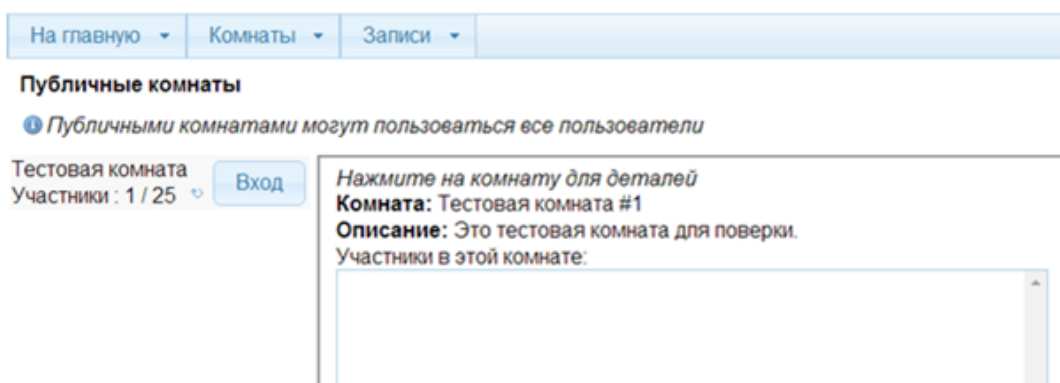 На главную Комнаты Записи
Публичные комнаты
Публичными комнатами могут пользоваться все пользователи
Тестовая комната
Участники : 1 / 25 Вход
Нажмите на комнату для деталей
Комната: Тестовая комната #1
Описание: Это тестовая комната для поверки.
Участники в этой комнате: